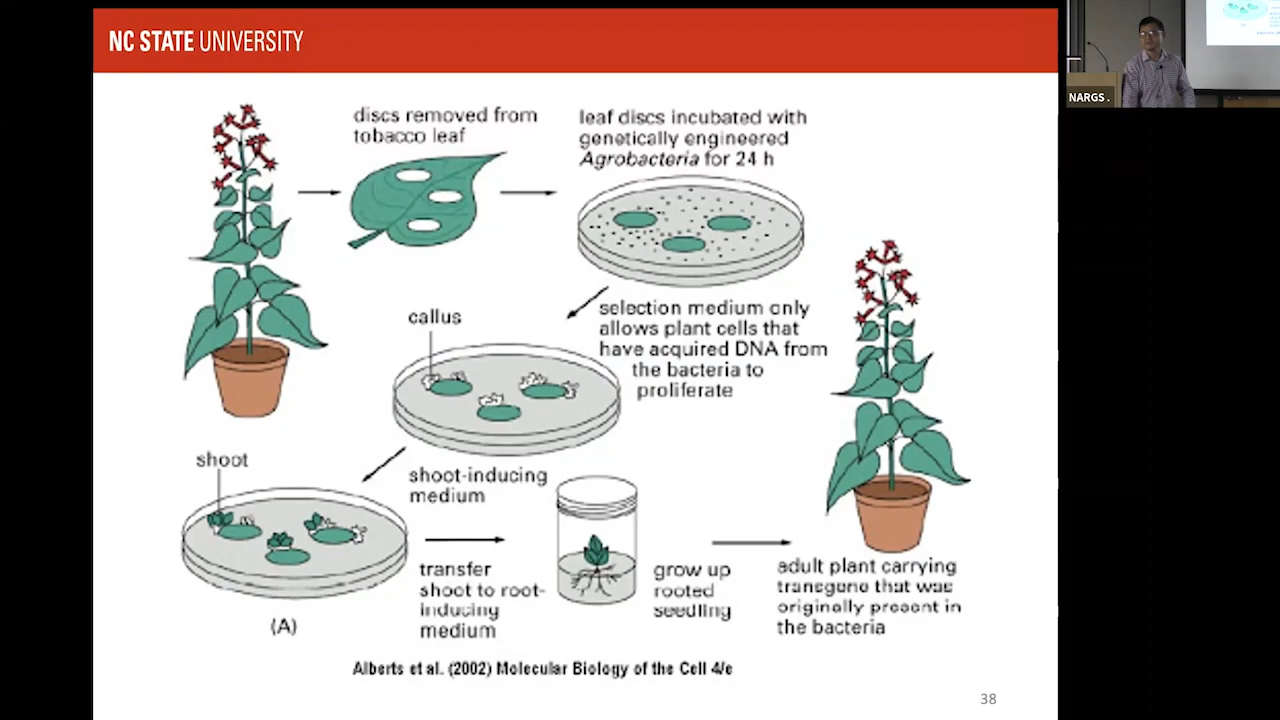 NC STATE UNIVERSITY
discs removed from
tobacco leaf
leaf discs incubated with
genetically engineered
Agrobacteria for 24 h
NARGS .
callus
selection medium only
allows plant cells that
have acquired DNA from
the bacteria to
proliferate
shoot
shoot-inducing
medium
transfer
shoot to root-
inducing
medium
grow up
rooted
seedling
adult plant carrying
transgene that was
originally present in
the bacteria
(A)
Alberts et al. (2002) Molecular Biology of the Cell 4/e
38